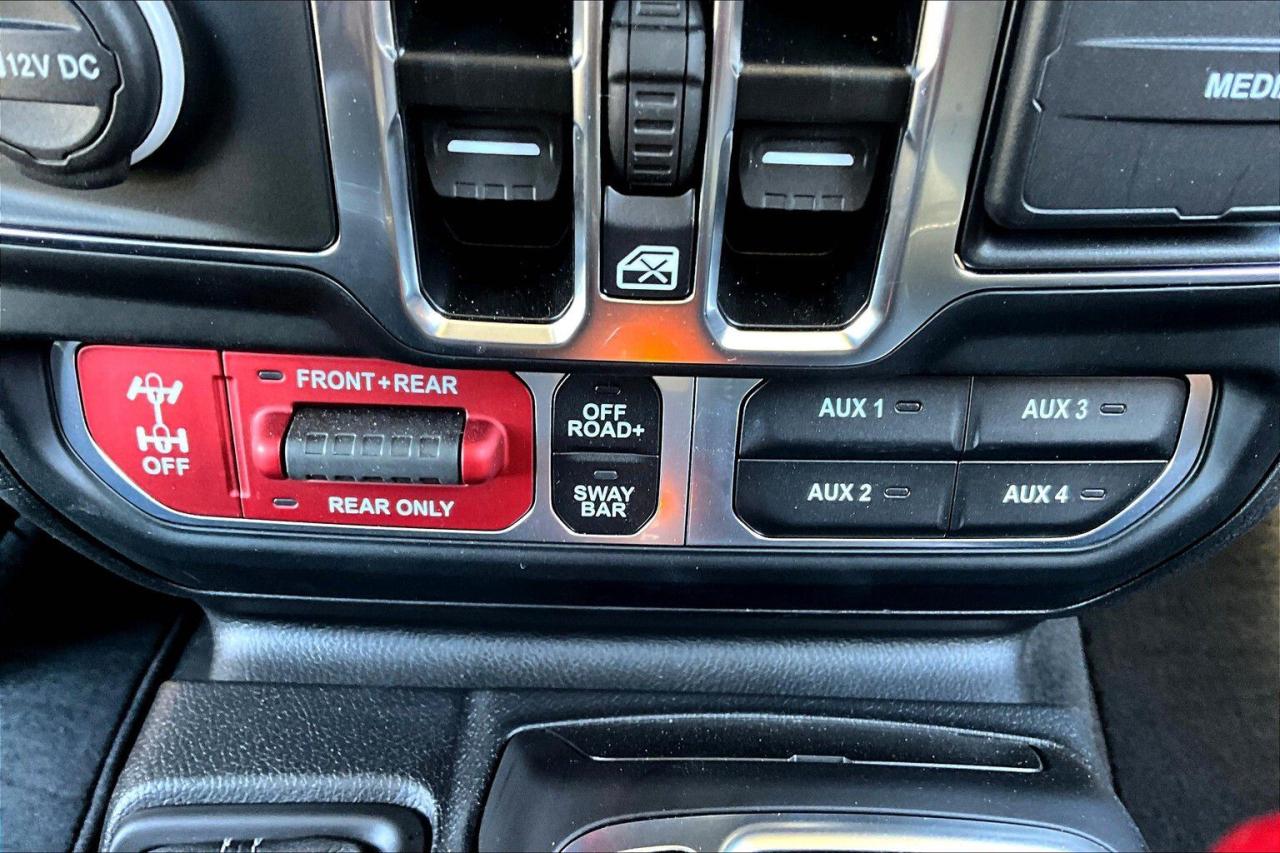 12V DC
FRONT+REAR
OFF
REAR ONLY
OFF
ROAD+
SWAY
BAR
AUX 1
AUX 3
AUX 2
AUX 4